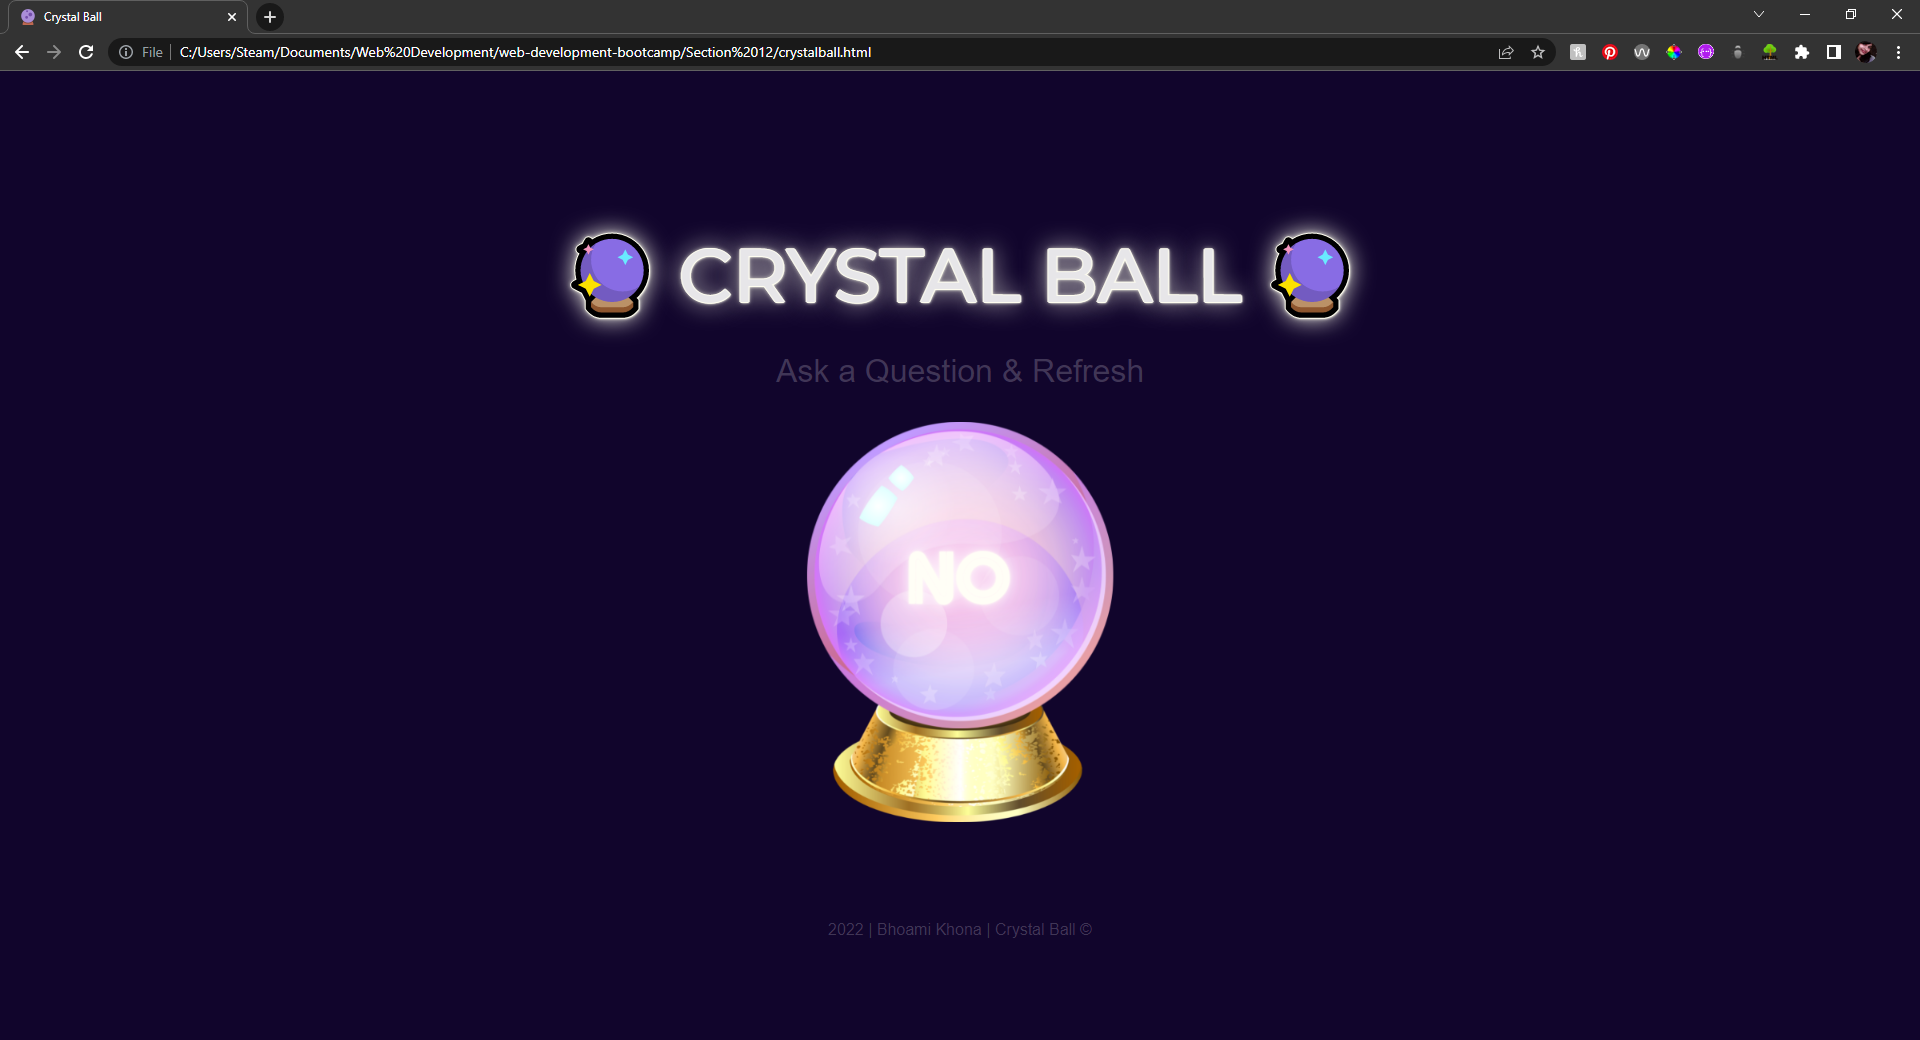 Crystal Ball
File C:/Users/Steam/Documents/Web%20Development/web-development-bootcamp/Section%2012/crystalball.html
CRYSTAL BALL
Ask a Question & Refresh
NO
2022 | Bhoami Khona | Crystal Ball ©